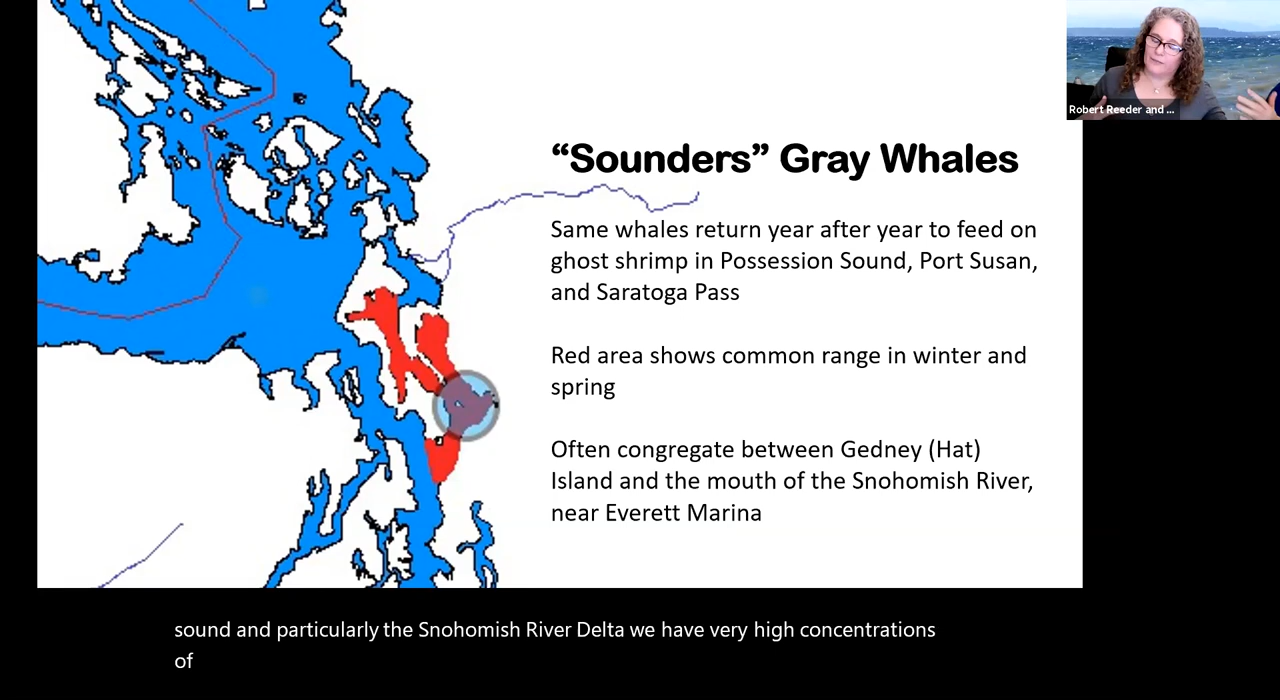 Robert Reeder and ...
“Sounders” Gray Whales
Same whales return year after year to feed on
ghost shrimp in Possession Sound, Port Susan,
and Saratoga Pass
Red area shows common range in winter and
spring
Often congregate between Gedney (Hat)
Island and the mouth of the Snohomish River,
near Everett Marina
sound and particularly the Snohomish River Delta we have very high concentrations
of